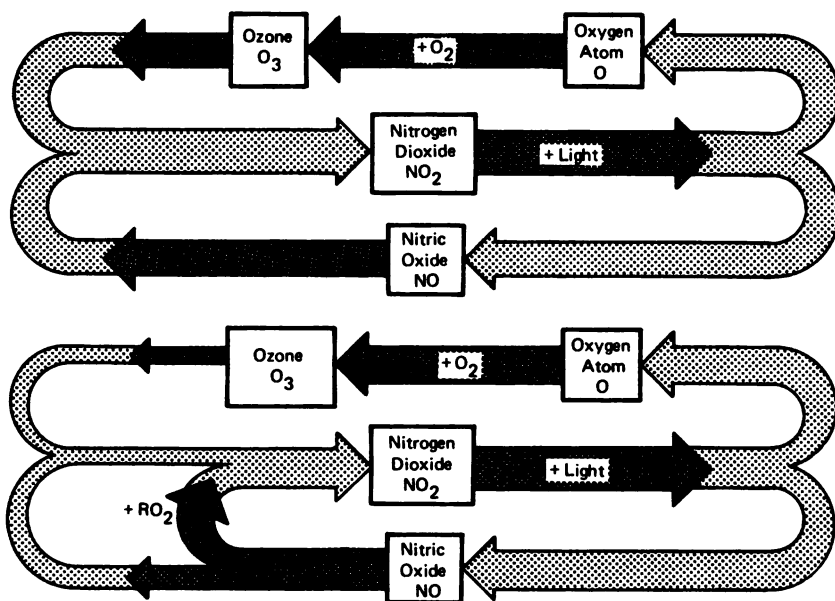 Ozone
O3
+ O2
Oxygen
Atom
O
Nitrogen
Dioxide
NO2
+ Light
Nitric
Oxide
NO
Ozone
O3
+ O2
Oxygen
Atom
O
Nitrogen
Dioxide
NO2
+ Light
+ RO2
Nitric
Oxide
NO